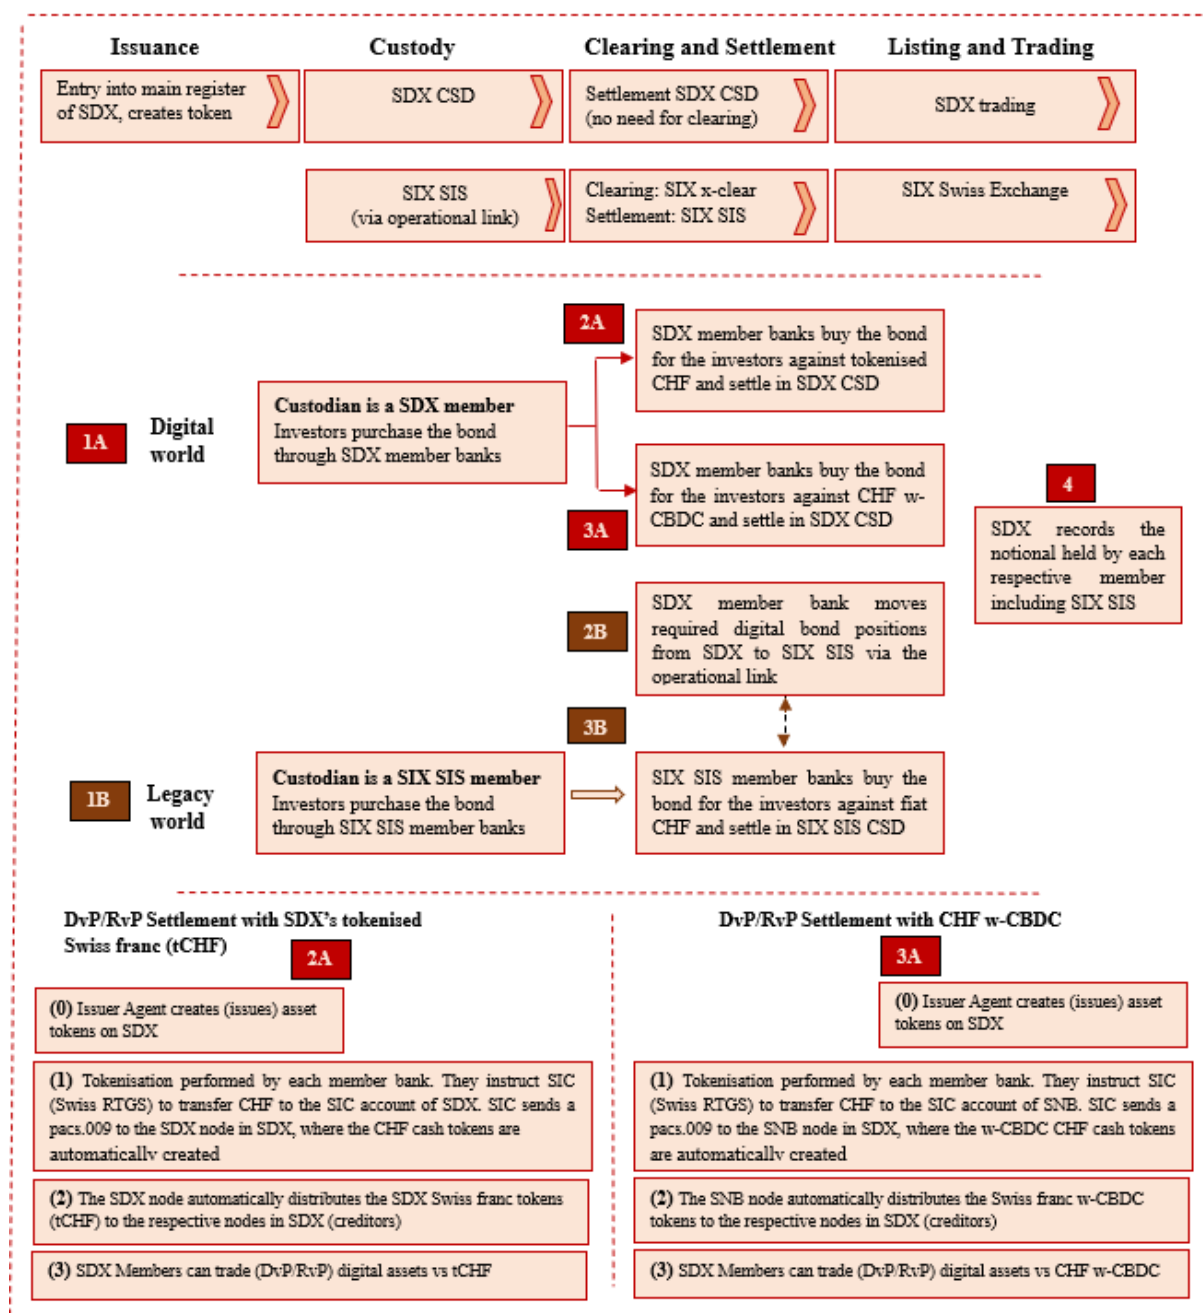 Issuance
Custody
Clearing and Settlement
Listing and Trading
Entry into main register
of SDX, creates token
SDX CSD
Settlement SDX CSD
(no need for clearing)
SDX trading
SIX SIS
(via operational link)
Clearing: SIX x-clear
Settlement: SIX SIS
SIX Swiss Exchange
2A
SDX member banks buy the bond
for the investors against tokenised
CHF and settle in SDX CSD
1A
Digital
world
Custodian is a SDX member
Investors purchase the bond
through SDX member banks
SDX member banks buy the bond
for the investors against CHF w-
CBDC and settle in SDX CSD
3A
4
SDX records the
notional held by each
respective member
including SIX SIS
2B
SDX member bank moves
required digital bond positions
from SDX to SIX SIS via the
operational link
3B
1B
Legacy
world
Custodian is a SIX SIS member
Investors purchase the bond
through SIX SIS member banks
SIX SIS member banks buy the
bond for the investors against fiat
CHF and settle in SIX SIS CSD
DvP/RvP Settlement with SDX's tokenised
Swiss franc (tCHF)
2A
(0) Issuer Agent creates (issues) asset
tokens on SDX
(1) Tokenisation performed by each member bank. They instruct SIC
(Swiss RTGS) to transfer CHF to the SIC account of SDX. SIC sends a
pacs.009 to the SDX node in SDX, where the CHF cash tokens are
automatically created
(2) The SDX node automatically distributes the SDX Swiss franc tokens
(tCHF) to the respective nodes in SDX (creditors)
(3) SDX Members can trade (DvP/RvP) digital assets vs tCHF
DvP/RvP Settlement with CHF w-CBDC
3A
(0) Issuer Agent creates (issues) asset
tokens on SDX
(1) Tokenisation performed by each member bank. They instruct SIC
(Swiss RTGS) to transfer CHF to the SIC account of SNB. SIC sends a
pacs.009 to the SNB node in SDX, where the w-CBDC CHF cash tokens
are automatically created
(2) The SNB node automatically distributes the Swiss franc w-CBDC
tokens to the respective nodes in SDX (creditors)
(3) SDX Members can trade (DvP/RvP) digital assets vs CHF w-CBDC